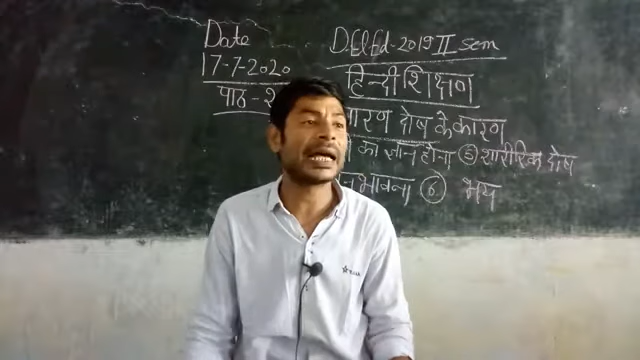 Date
D.El.Ed-2019 II sem
17-7-2020
हिन्दी शिक्षण
पाठ-
ारण दोष के कारण
का ज्ञान होना ⑤ शारीरिक दोष
न भावना ⑥ भय